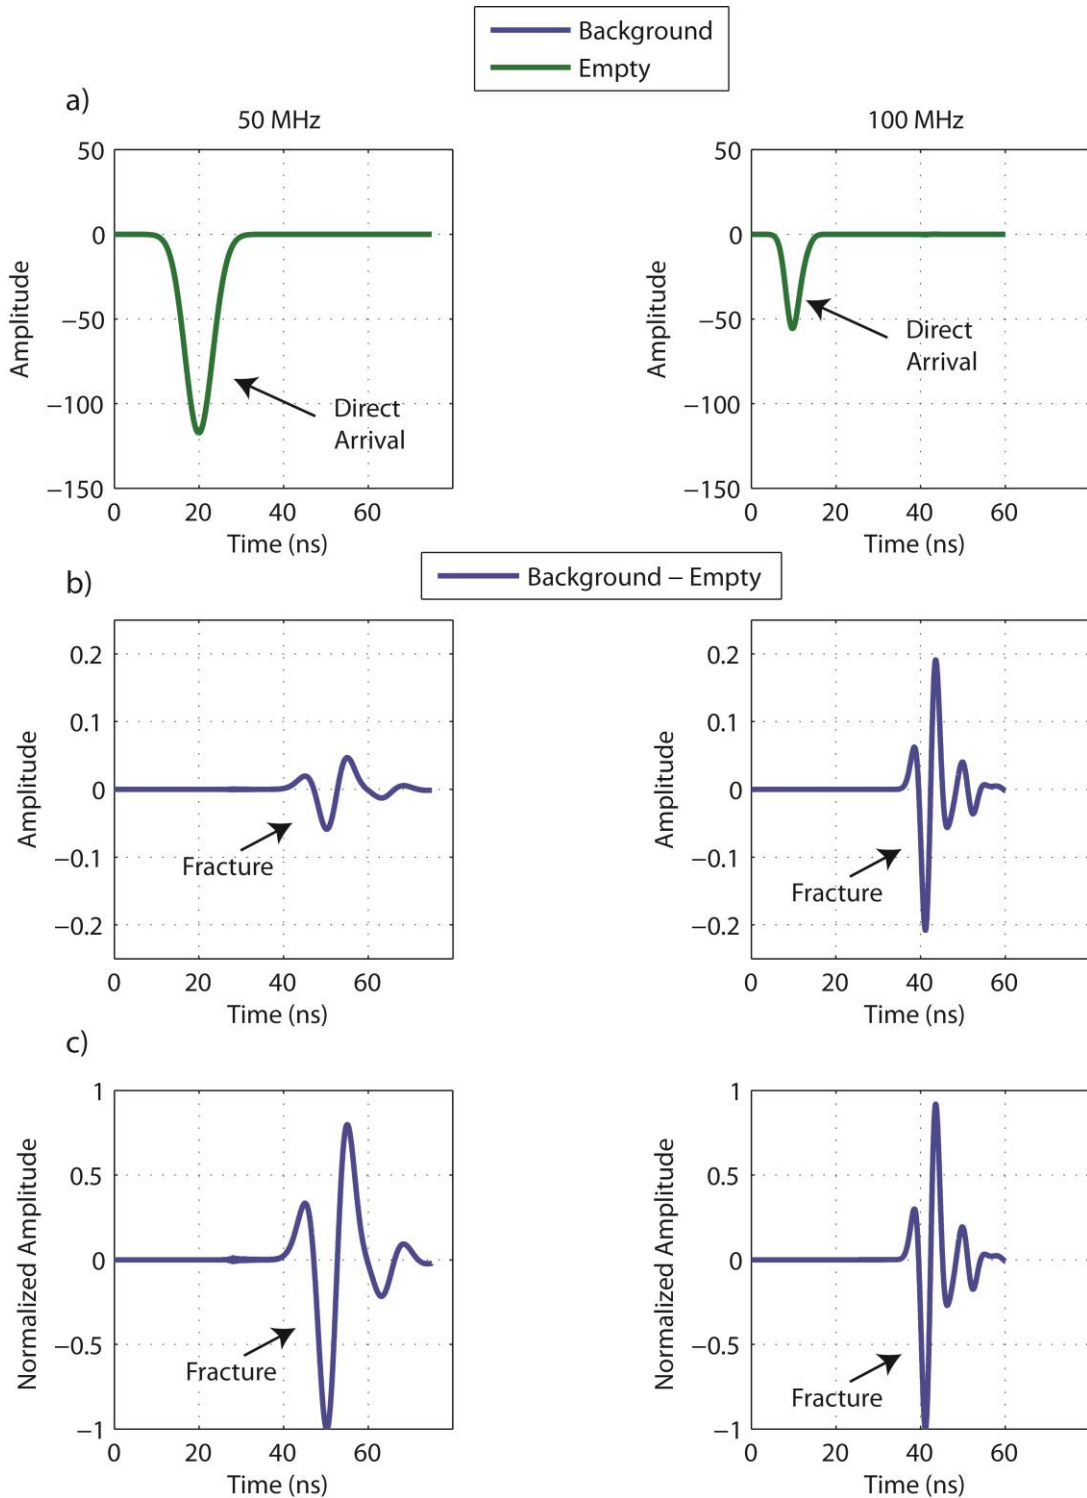 Background
Empty
a)
50 MHz
100 MHz
50
0
−50
−100
−150
Amplitude
Direct
Arrival
0
20
40
60
Time (ns)
50
0
−50
−100
−150
Amplitude
Direct
Arrival
0
20
40
60
Time (ns)
Background − Empty
b)
0.2
0.1
0
−0.1
−0.2
Amplitude
Fracture
0
20
40
60
Time (ns)
0.2
0.1
0
−0.1
−0.2
Amplitude
Fracture
0
20
40
60
Time (ns)
c)
1
0.5
0
−0.5
−1
Normalized Amplitude
Fracture
0
20
40
60
Time (ns)
1
0.5
0
−0.5
−1
Normalized Amplitude
Fracture
0
20
40
60
Time (ns)